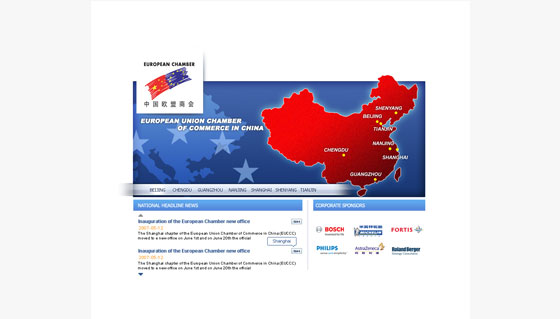 EUROPEAN CHAMBER
中国欧盟商会
EUROPEAN UNION CHAMBER
OF COMMERCE IN CHINA
SHENYANG
BEIJING
TIANJIN
NANJING
SHANGHAI
CHENGDU
GUANGZHOU
BEIJING CHENGDU GUANGZHOU NANJING SHANGHAI SHENYANG TIANJIN
NATIONAL HEADLINE NEWS
Inauguration of the European Chamber new office
2007-05-12
The Shanghai chapter of the European Union Chamber of Commerce in China (EUCCC)
moved to a new office on June 1st and on June 20th the official
Shanghai
Inauguration of the European Chamber new office
2007-05-12
The Shanghai chapter of the European Union Chamber of Commerce in China (EUCCC)
moved to a new office on June 1st and on June 20th the official
CORPORATE SPONSORS
BOSCH
MICHELIN
FORTIS
PHILIPS
AstraZeneca
Roland Berger
Strategy Consultants